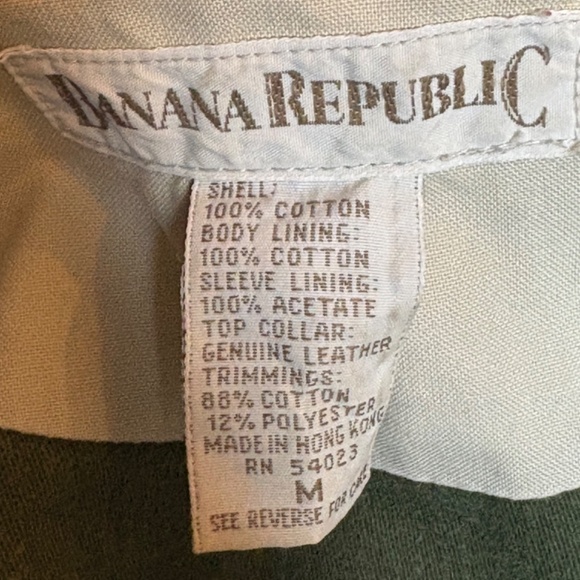 BANANA REPUBLIC
SHELL:
100% COTTON
BODY LINING:
100% COTTON
SLEEVE LINING:
100% ACETATE
TOP COLLAR:
GENUINE LEATHER
TRIMMINGS:
88% COTTON
12% POLYESTER
MADE IN HONG KONG
RN 54023
M
SEE REVERSE FOR CARE